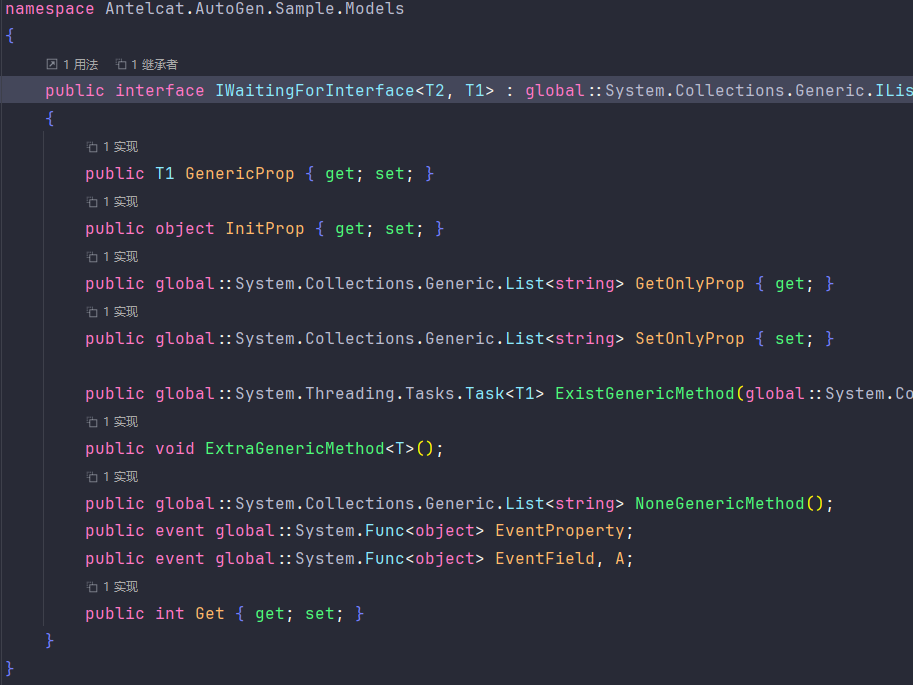 namespace Antelcat.AutoGen.Sample.Models
{
1 用法 1 继承者
public interface IWaitingForInterface<T2, T1> : global::System.Collections.Generic.ILis
{
1 实现
public T1 GenericProp { get; set; }
1 实现
public object InitProp { get; set; }
1 实现
public global::System.Collections.Generic.List<string> GetOnlyProp { get; }
1 实现
public global::System.Collections.Generic.List<string> SetOnlyProp { set; }
public global::System.Threading.Tasks.Task<T1> ExistGenericMethod(global::System.Co
1 实现
public void ExtraGenericMethod<T>();
1 实现
public global::System.Collections.Generic.List<string> NoneGenericMethod();
public event global::System.Func<object> EventProperty;
public event global::System.Func<object> EventField, A;
1 实现
public int Get { get; set; }
}
}